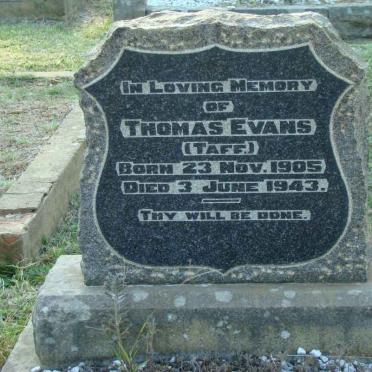 In Loving Memory
of
Thomas Evans
(Taff)
Born 23 Nov. 1905
Died 3 June 1943.
Thy will be done.